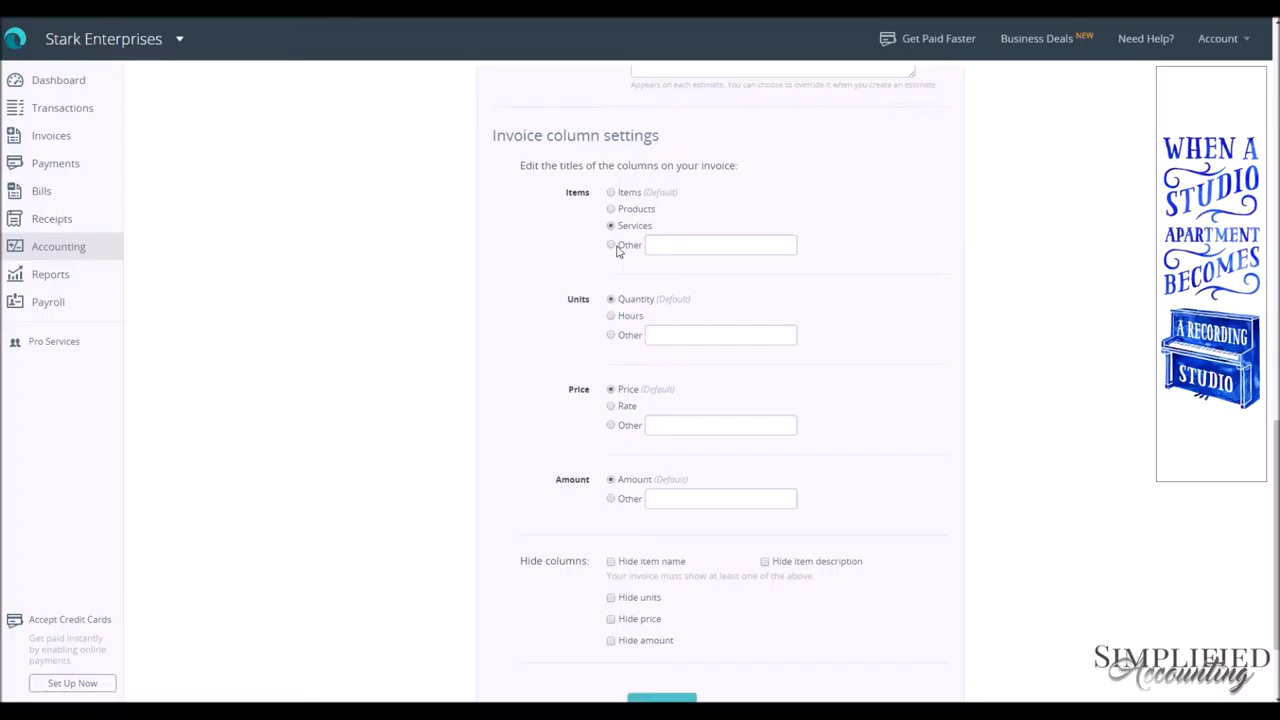 Stark Enterprises
Get Paid Faster
Business Deals NEW
Need Help?
Account
Dashboard
Transactions
Invoices
Payments
Bills
Receipts
Accounting
Reports
Payroll
Pro Services
Accept Credit Cards
Get paid instantly
by enabling online
payments.
Set Up Now
Appears on each estimate. You can choose to override it when you create an estimate.
Invoice column settings
Edit the titles of the columns on your invoice:
Items
Items (Default)
Products
Services
Other
Units
Quantity (Default)
Hours
Other
Price
Price (Default)
Rate
Other
Amount
Amount (Default)
Other
Hide columns:
Hide item name
Hide item description
Your invoice must show at least one of the above.
Hide units
Hide price
Hide amount
WHEN A
STUDIO
APARTMENT
BECOMES
A RECORDING
STUDIO
SIMPLIFIED
Accounting